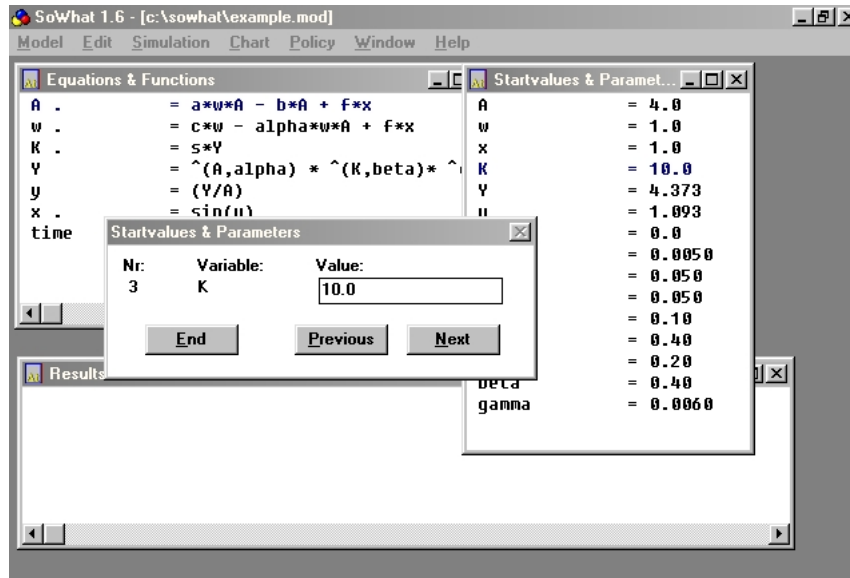 SoWhat 1.6 - [c:\sowhat\example.mod]
Model Edit Simulation Chart Policy Window Help
Equations & Functions
A . = a*w*A - b*A + f*x
w . = c*w - alpha*w*A + f*x
K . = s*Y
Y = ^(A,alpha) * ^(K,beta)* ^
y = (Y/A)
x . = sin(u)
time
Startvalues & Paramet...
A = 4.0
w = 1.0
x = 1.0
K = 10.0
Y = 4.373
= 1.093
= 0.0
= 0.0050
= 0.050
= 0.050
= 0.10
= 0.40
= 0.20
beta = 0.40
gamma = 0.0060
Startvalues & Parameters
Nr: Variable: Value:
3 K 10.0
End Previous Next
Results